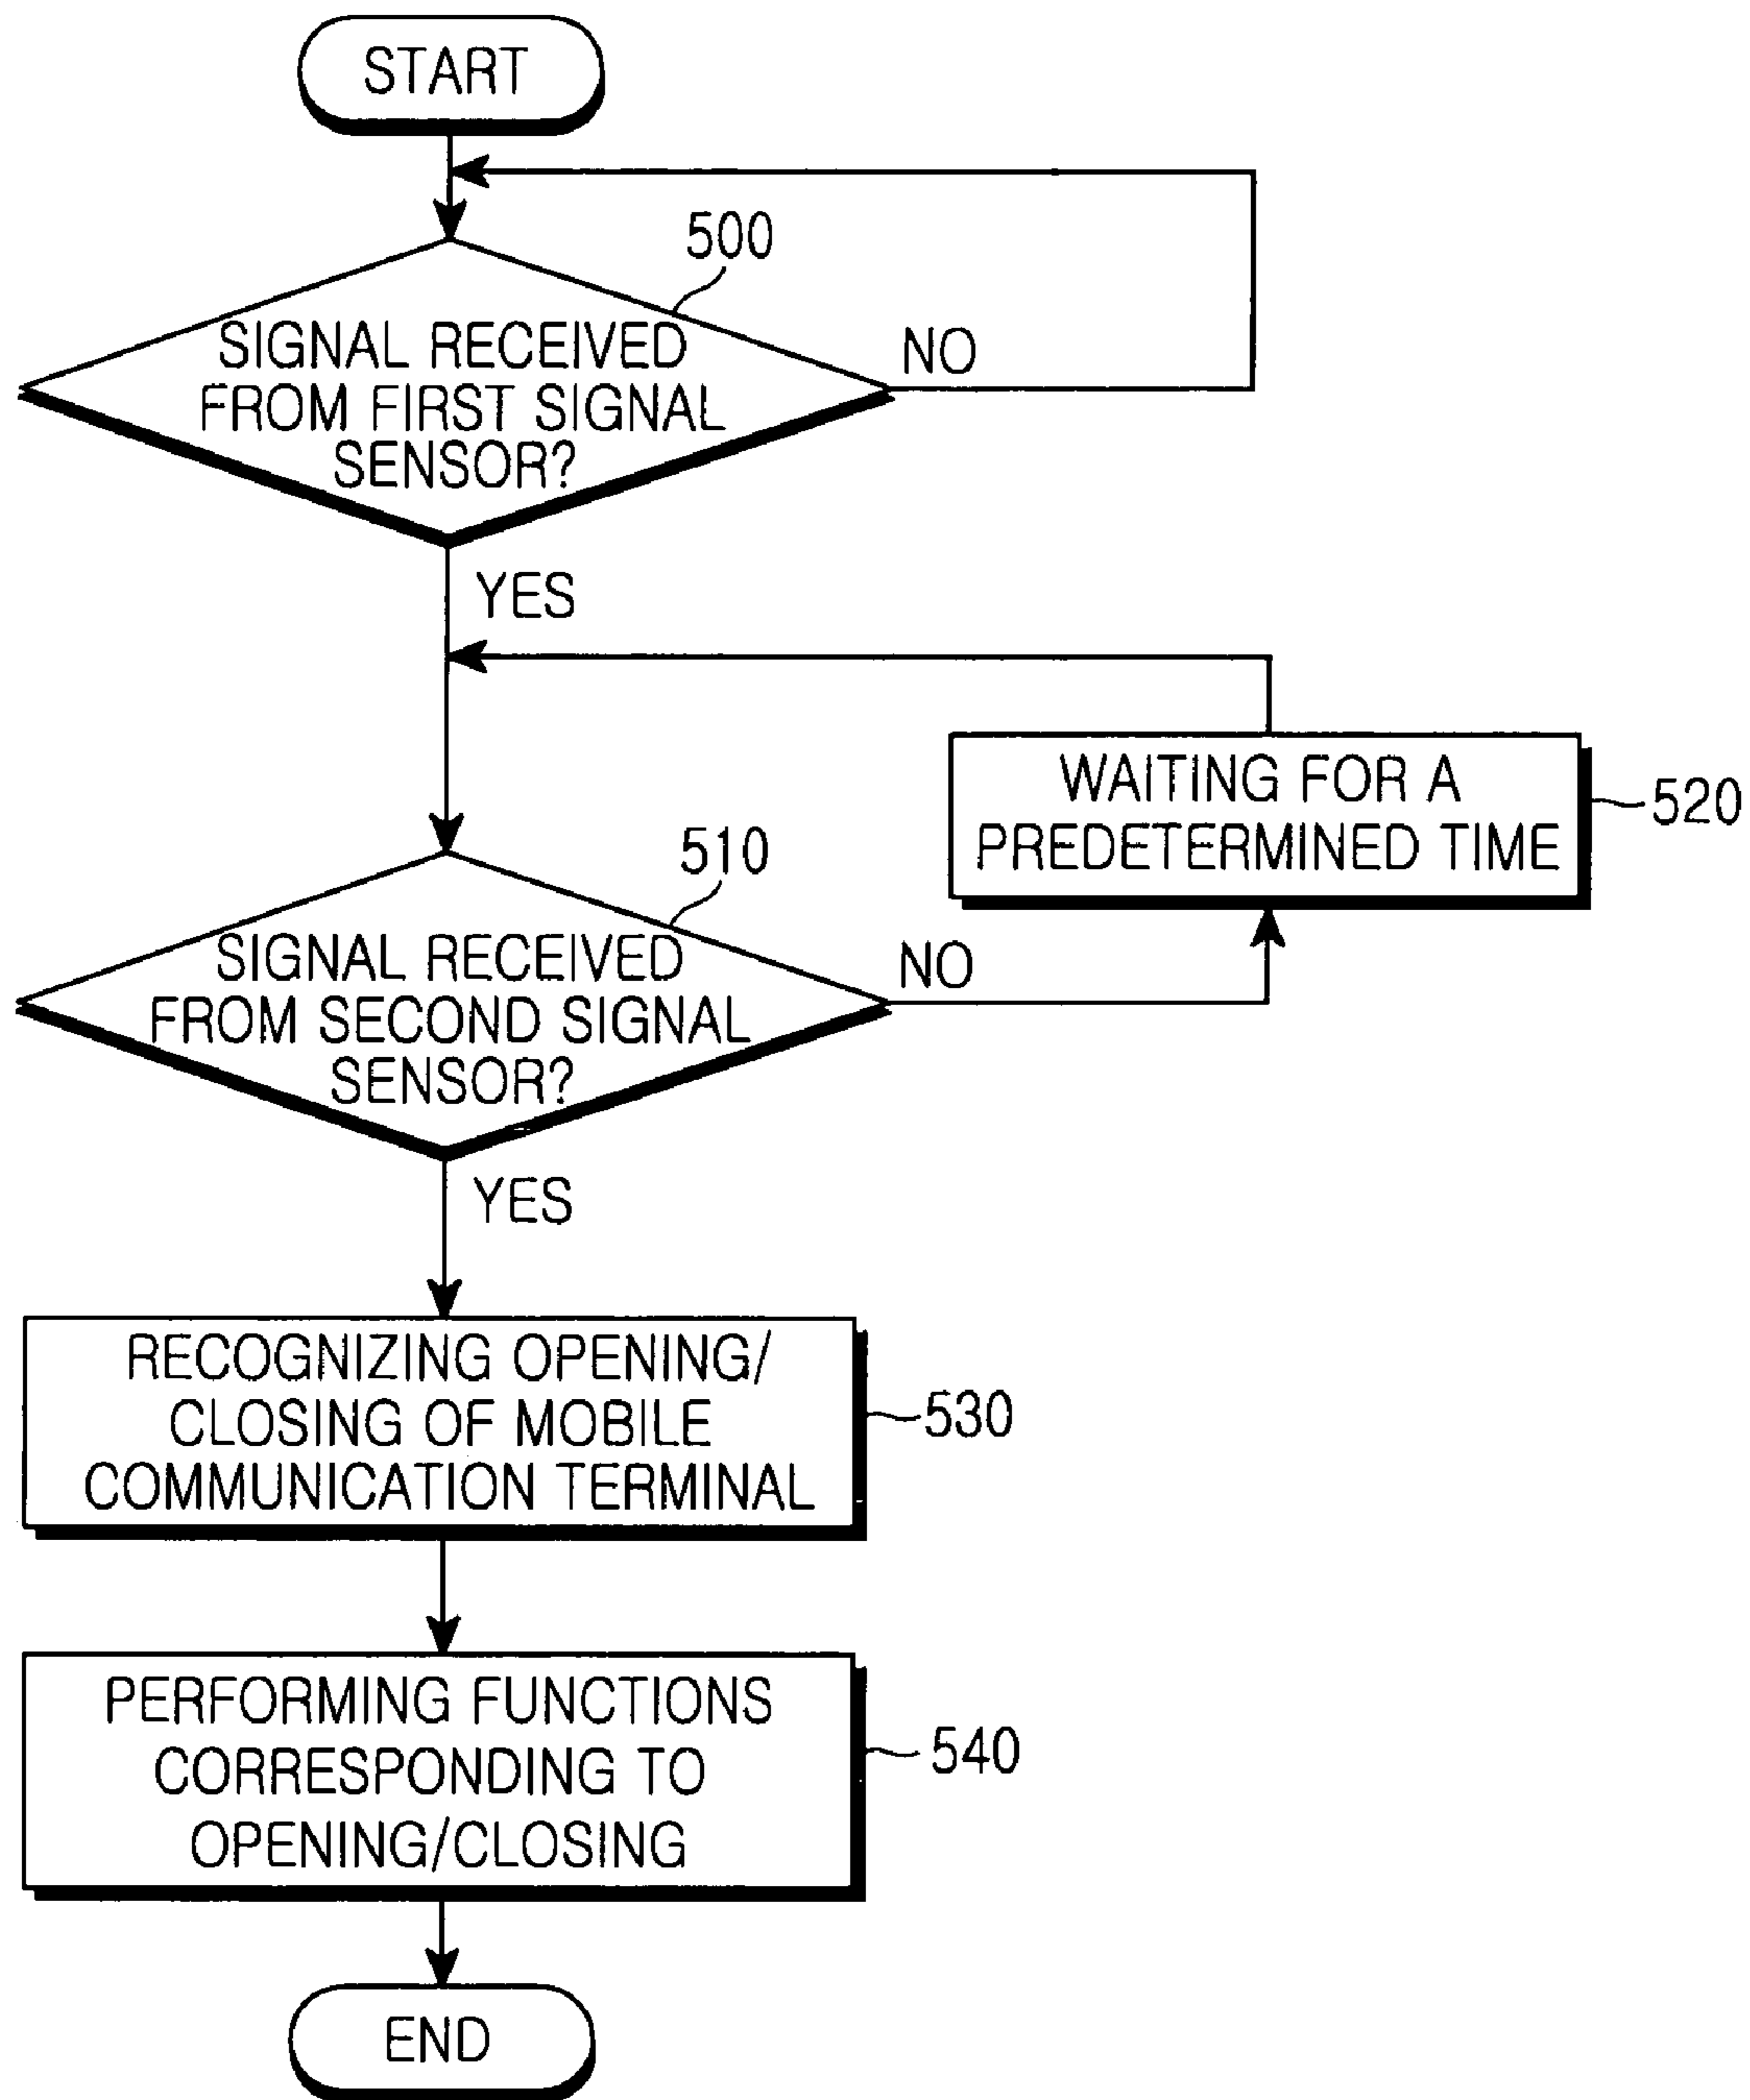 START
500
SIGNAL RECEIVED
FROM FIRST SIGNAL
SENSOR?
NO
YES
WAITING FOR A
PREDETERMINED TIME
520
510
SIGNAL RECEIVED
FROM SECOND SIGNAL
SENSOR?
NO
YES
RECOGNIZING OPENING/
CLOSING OF MOBILE
COMMUNICATION TERMINAL
530
PERFORMING FUNCTIONS
CORRESPONDING TO
OPENING/CLOSING
540
END